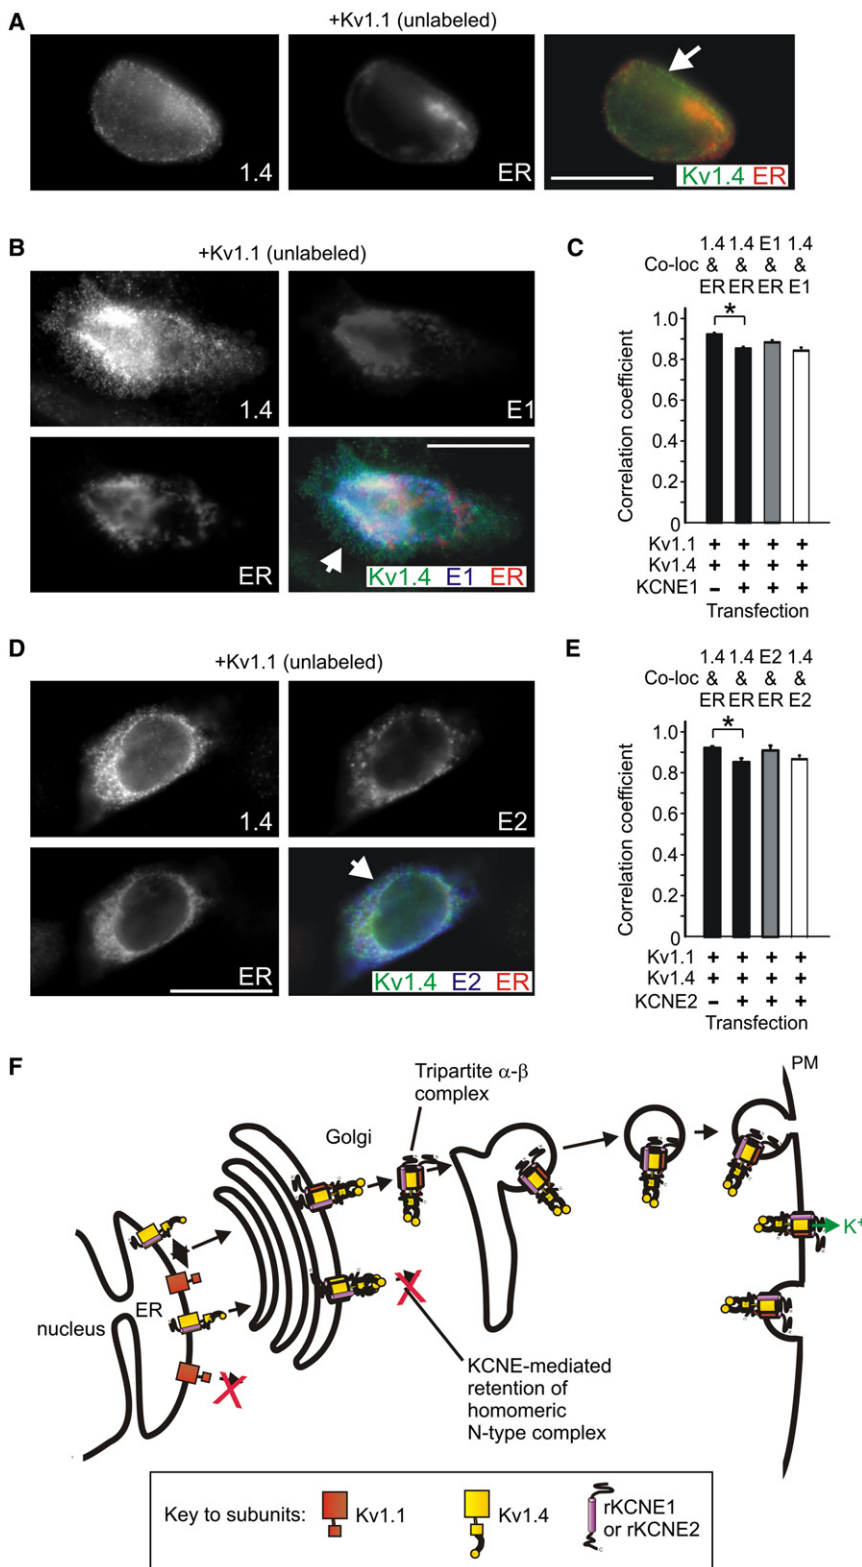 A
+Kv1.1 (unlabeled)
1.4
ER
Kv1.4 ER
B
+Kv1.1 (unlabeled)
1.4
E1
ER
Kv1.4 E1 ER
C
1.4 1.4 E1 1.4
Co-loc & & & &
ER ER ER E1
*
1.0
0.8
0.6
0.4
0.2
0
Correlation coefficient
Kv1.1 + + + +
Kv1.4 + + + +
KCNE1 – + + +
Transfection
D
+Kv1.1 (unlabeled)
1.4
E2
ER
Kv1.4 E2 ER
E
1.4 1.4 E2 1.4
Co-loc & & & &
ER ER ER E2
*
1.0
0.8
0.6
0.4
0.2
0
Correlation coefficient
Kv1.1 + + + +
Kv1.4 + + + +
KCNE2 – + + +
Transfection
F
Tripartite α-β
complex
PM
Golgi
K+
ER
nucleus
X
X
KCNE-mediated
retention of
homomeric
N-type complex
Key to subunits:
Kv1.1
Kv1.4
rKCNE1
or rKCNE2